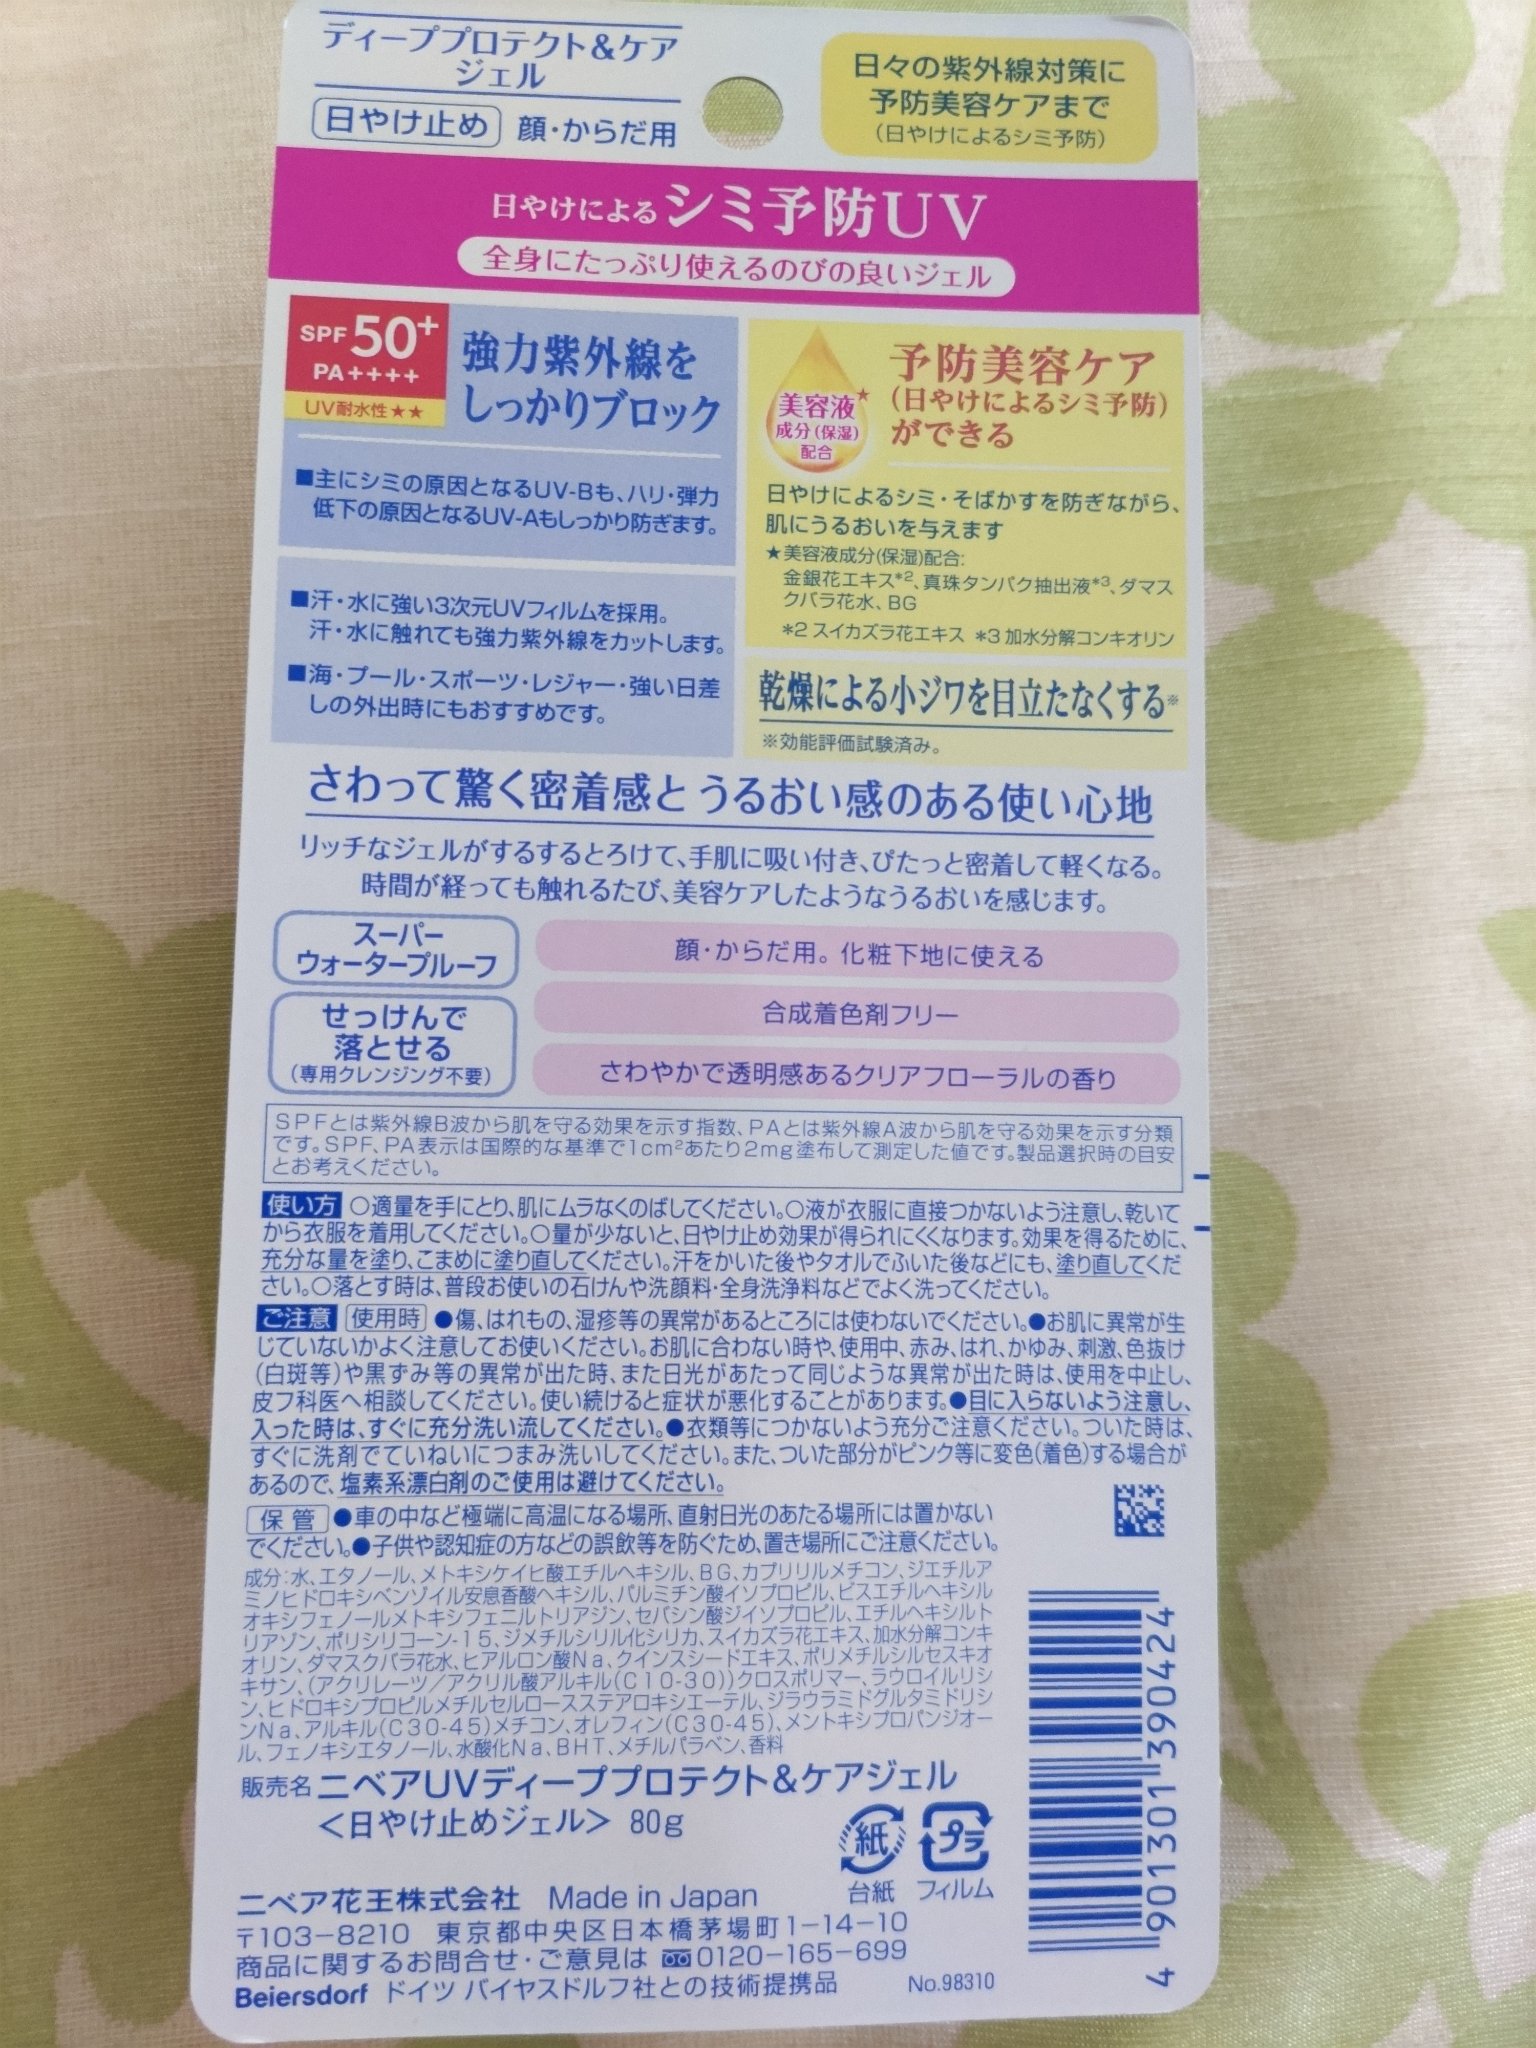 ディーププロテクト&ケア
ジェル
日やけ止め 顔・からだ用
日々の紫外線対策に
予防美容ケアまで
(日やけによるシミ予防)
日やけによるシミ予防UV
全身にたっぷり使えるのびの良いジェル
SPF50+
PA++++
UV耐水性★★
強力紫外線を
しっかりブロック
■主にシミの原因となるUV-Bも、ハリ・弾力
低下の原因となるUV-Aもしっかり防ぎます。
■汗・水に強い3次元UVフィルムを採用。
汗・水に触れても強力紫外線をカットします。
■海・プール・スポーツ・レジャー・強い日差
しの外出時にもおすすめです。
美容液★
成分(保湿)
配合
予防美容ケア
(日やけによるシミ予防)
ができる
日やけによるシミ・そばかすを防ぎながら、
肌にうるおいを与えます
★美容液成分(保湿)配合:
金銀花エキス*2、真珠タンパク抽出液*3、ダマス
クバラ花水、BG
*2 スイカズラ花エキス *3 加水分解コンキオリン
乾燥による小ジワを目立たなくする※
※効能評価試験済み。
さわって驚く密着感とうるおい感のある使い心地
リッチなジェルがするするとろけて、手肌に吸い付き、ぴたっと密着して軽くなる。
時間が経っても触れるたび、美容ケアしたようなうるおいを感じます。
スーパー
ウォータープルーフ
せっけんで
落とせる
(専用クレンジング不要)
顔・からだ用。化粧下地に使える
合成着色剤フリー
さわやかで透明感あるクリアフローラルの香り
SPFとは紫外線B波から肌を守る効果を示す指数、PAとは紫外線A波から肌を守る効果を示す分類
です。SPF、PA表示は国際的な基準で1cm²あたり2mg塗布して測定した値です。製品選択時の目安
とお考えください。
使い方 ○適量を手にとり、肌にムラなくのばしてください。○液が衣服に直接つかないよう注意し、乾いて
から衣服を着用してください。○量が少ないと、日やけ止め効果が得られにくくなります。効果を得るために、
充分な量を塗り、こまめに塗り直してください。汗をかいた後やタオルでふいた後などにも、塗り直してくだ
さい。○落とす時は、普段お使いの石けんや洗顔料・全身洗浄料などでよく洗ってください。
ご注意 使用時 ●傷、はれもの、湿疹等の異常があるところには使わないでください。●お肌に異常が生
じていないかよく注意してお使いください。お肌に合わない時や、使用中、赤み、はれ、かゆみ、刺激、色抜け
(白斑等)や黒ずみ等の異常が出た時、また日光があたって同じような異常が出た時は、使用を中止し、
皮フ科医へ相談してください。使い続けると症状が悪化することがあります。●目に入らないよう注意し、
入った時は、すぐに充分洗い流してください。●衣類等につかないよう充分ご注意ください。ついた時は、
すぐに洗剤でていねいにつまみ洗いしてください。また、ついた部分がピンク等に変色(着色)する場合が
あるので、塩素系漂白剤のご使用は避けてください。
保管 ●車の中など極端に高温になる場所、直射日光のあたる場所には置かない
でください。●子供や認知症の方などの誤飲等を防ぐため、置き場所にご注意ください。
成分:水、エタノール、メトキシケイヒ酸エチルヘキシル、BG、カプリリルメチコン、ジエチルア
ミノヒドロキシベンゾイル安息香酸ヘキシル、パルミチン酸イソプロピル、ビスエチルヘキシル
オキシフェノールメトキシフェニルトリアジン、セバシン酸ジイソプロピル、エチルヘキシルト
リアゾン、ポリシリコーン-15、ジメチルシリル化シリカ、スイカズラ花エキス、加水分解コンキ
オリン、ダマスクバラ花水、ヒアルロン酸Na、クインスシードエキス、ポリメチルシルセスキオ
キサン、(アクリレーツ/アクリル酸アルキル(C10-30))クロスポリマー、ラウロイルリシ
ン、ヒドロキシプロピルメチルセルロースステアロキシエーテル、ジラウラミドグルタミドリシ
ンNa、アルキル(C30-45)メチコン、オレフィン(C30-45)、メントキシプロパンジオー
ル、フェノキシエタノール、水酸化Na、BHT、メチルパラベン、香料
販売名 ニベアUVディーププロテクト&ケアジェル
<日やけ止めジェル> 80g
紙 プラ
台紙 フィルム
ニベア花王株式会社 Made in Japan
〒103-8210 東京都中央区日本橋茅場町1-14-10
商品に関するお問合せ・ご意見は 0120-165-699
Beiersdorf ドイツ バイヤスドルフ社との技術提携品 No.98310
4 901301 390424